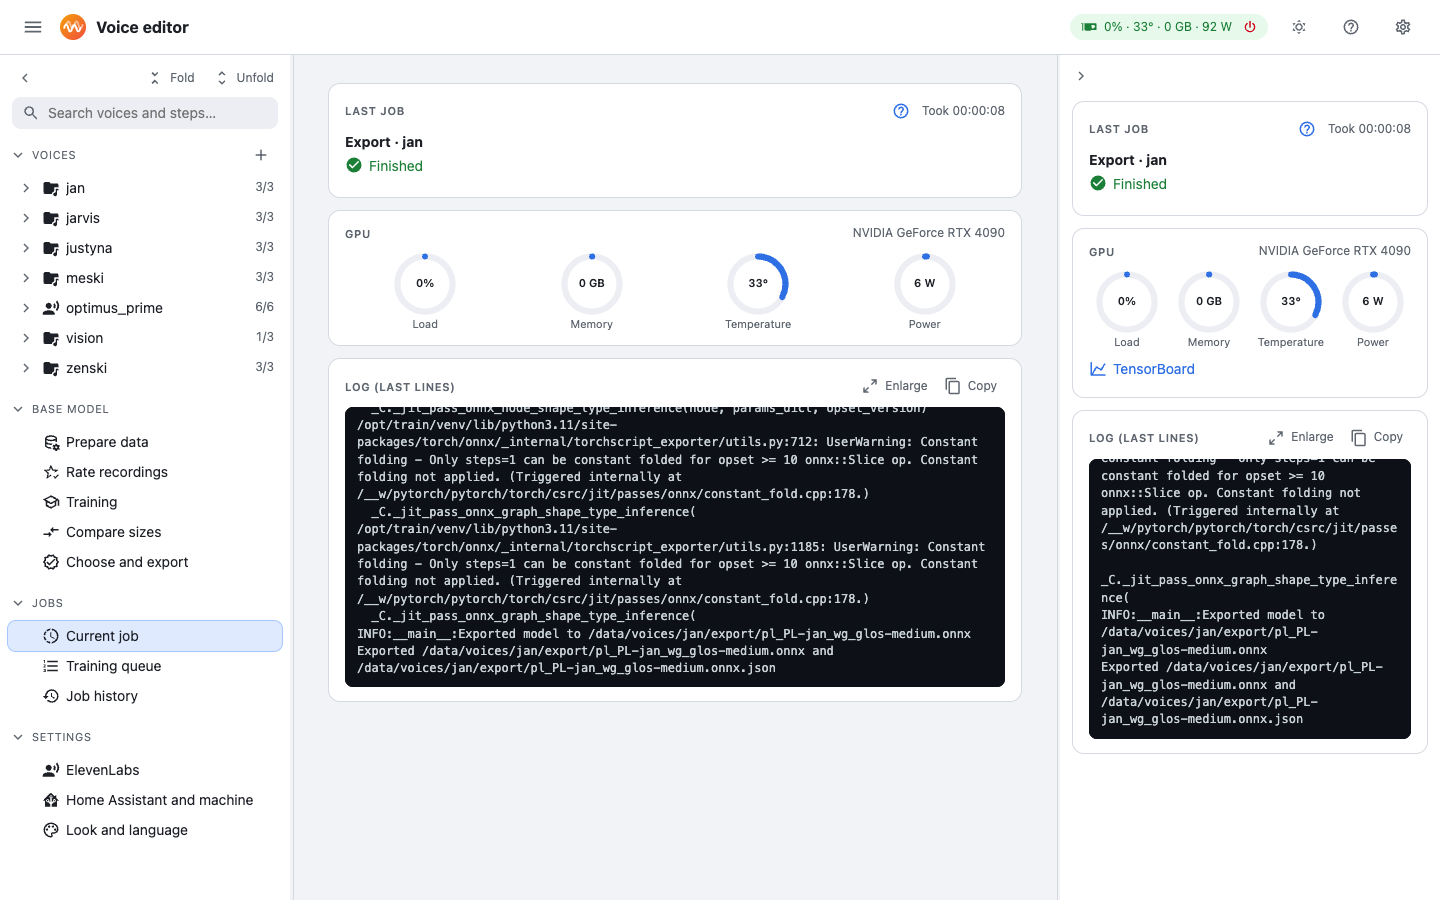 Voice editor
0% · 33° · 0 GB · 92 W
Fold
Unfold
Search voices and steps...
VOICES
jan 3/3
jarvis 3/3
justyna 3/3
meski 3/3
optimus_prime 6/6
vision 1/3
zenski 3/3
BASE MODEL
Prepare data
Rate recordings
Training
Compare sizes
Choose and export
JOBS
Current job
Training queue
Job history
SETTINGS
ElevenLabs
Home Assistant and machine
Look and language
LAST JOB
Took 00:00:08
Export · jan
Finished
GPU
NVIDIA GeForce RTX 4090
0%
0 GB
33°
6 W
Load
Memory
Temperature
Power
LOG (LAST LINES)
Enlarge
Copy
_C._jit_pass_onnx_node_shape_type_inference(node, params_dict, opset_version)
/opt/train/venv/lib/python3.11/site-
packages/torch/onnx/_internal/torchscript_exporter/utils.py:712: UserWarning: Constant
folding - Only steps=1 can be constant folded for opset >= 10 onnx::Slice op. Constant
folding not applied. (Triggered internally at
/__w/pytorch/pytorch/torch/csrc/jit/passes/onnx/constant_fold.cpp:178.)
_C._jit_pass_onnx_graph_shape_type_inference(
/opt/train/venv/lib/python3.11/site-
packages/torch/onnx/_internal/torchscript_exporter/utils.py:1185: UserWarning: Constant
folding - Only steps=1 can be constant folded for opset >= 10 onnx::Slice op. Constant
folding not applied. (Triggered internally at
/__w/pytorch/pytorch/torch/csrc/jit/passes/onnx/constant_fold.cpp:178.)
_C._jit_pass_onnx_graph_shape_type_inference(
INFO:__main__:Exported model to /data/voices/jan/export/pl_PL-jan_wg_glos-medium.onnx
Exported /data/voices/jan/export/pl_PL-jan_wg_glos-medium.onnx and
/data/voices/jan/export/pl_PL-jan_wg_glos-medium.onnx.json
LAST JOB
Took 00:00:08
Export · jan
Finished
GPU
NVIDIA GeForce RTX 4090
0%
0 GB
33°
6 W
Load
Memory
Temperature
Power
TensorBoard
LOG (LAST LINES)
Enlarge
Copy
Constant folding - Only steps=1 can be
constant folded for opset >= 10
onnx::Slice op. Constant folding not
applied. (Triggered internally at
/__w/pytorch/pytorch/torch/csrc/jit/passe
s/onnx/constant_fold.cpp:178.)
_C._jit_pass_onnx_graph_shape_type_infere
nce(
INFO:__main__:Exported model to
/data/voices/jan/export/pl_PL-
jan_wg_glos-medium.onnx
Exported /data/voices/jan/export/pl_PL-
jan_wg_glos-medium.onnx and
/data/voices/jan/export/pl_PL-
jan_wg_glos-medium.onnx.json